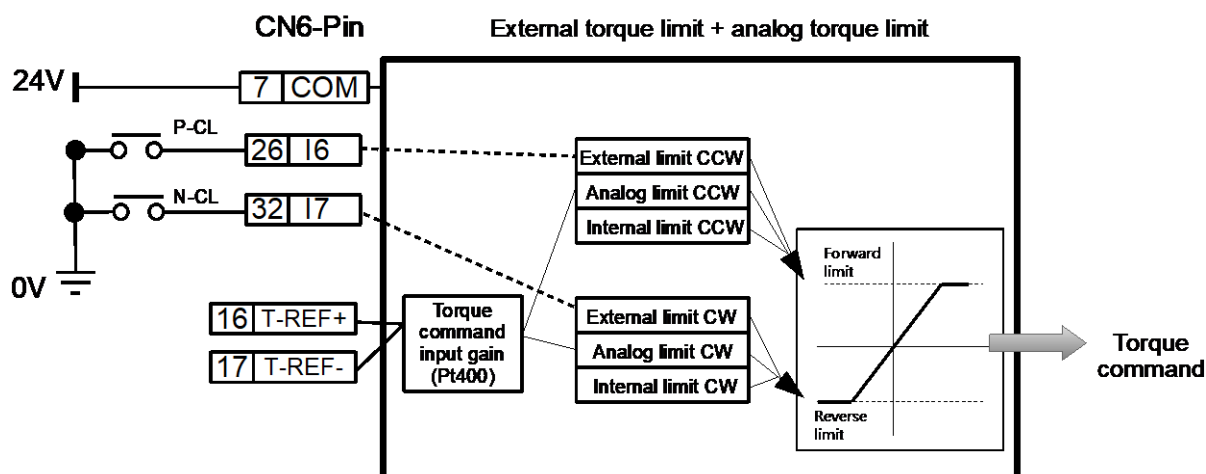 CN6-Pin
External torque limit + analog torque limit
24V
7 COM
P-CL
26 I6
N-CL
32 I7
0V
External limit CCW
Analog limit CCW
Internal limit CCW
Forward
limit
16 T-REF+
17 T-REF-
Torque
command
input gain
(Pt400)
External limit CW
Analog limit CW
Internal limit CW
Reverse
limit
Torque
command